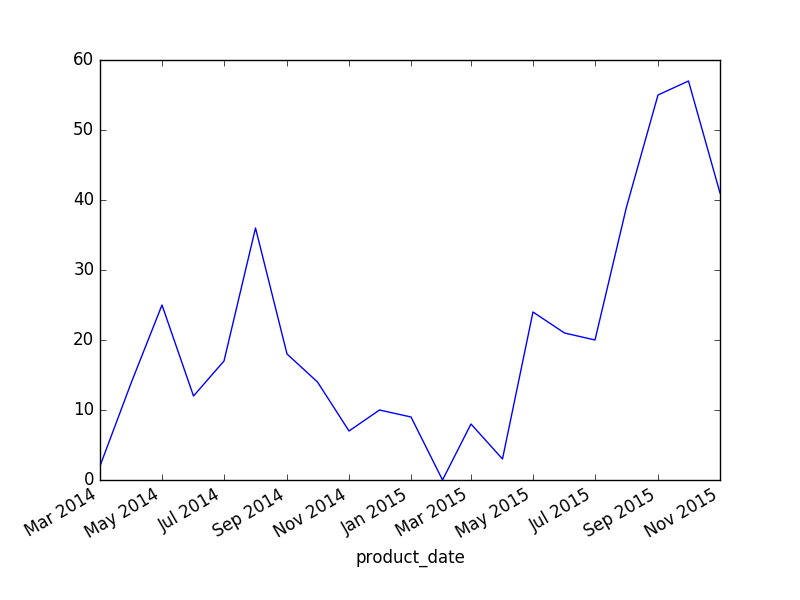 60
50
40
30
20
10
0
Mar 2014
May 2014
Jul 2014
Sep 2014
Nov 2014
Jan 2015
Mar 2015
May 2015
Jul 2015
Sep 2015
Nov 2015
product_date